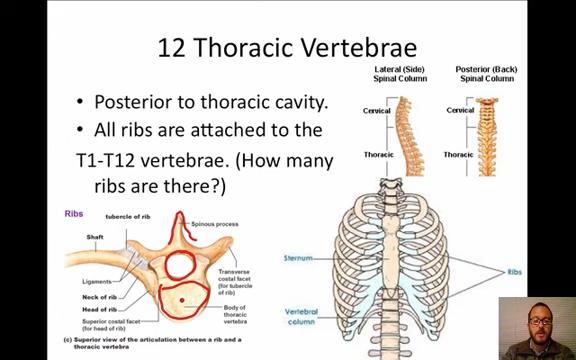 12 Thoracic Vertebrae
• Posterior to thoracic cavity.
• All ribs are attached to the
T1-T12 vertebrae. (How many
ribs are there?)
Lateral (Side)
Spinal Column
Posterior (Back)
Spinal Column
Cervical
Cervical
Thoracic
Thoracic
Ribs
tubercle of rib
Spinous process
Shaft
Ligaments
Neck of rib
Head of rib
Superior costal facet
(for head of rib)
Transverse
costal facet
(for tubercle
of rib)
Body of
thoracic
vertebra
(c) Superior view of the articulation between a rib and a
thoracic vertebra
Sternum
Ribs
Vertebral
column